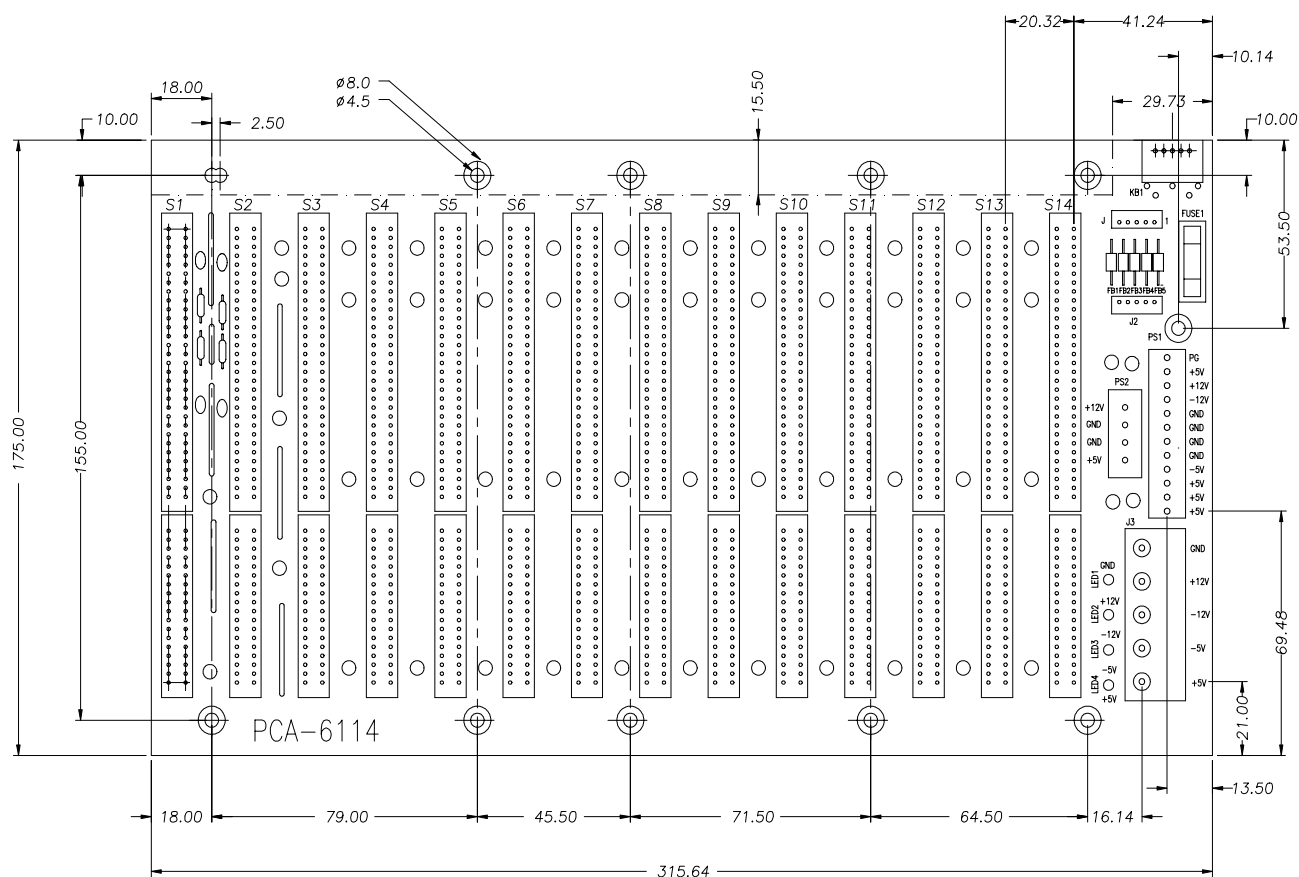 20.32
41.24
10.14
18.00
ø8.0
ø4.5
15.50
29.73
10.00
2.50
10.00
KB1
S1
S2
S3
S4
S5
S6
S7
S8
S9
S10
S11
S12
S13
S14
J
1
FUSE1
53.50
FB1
FB2
FB3
FB4
FB5
J2
PS1
PG
+5V
+12V
-12V
GND
GND
GND
GND
-5V
+5V
+5V
+5V
PS2
+12V
GND
GND
+5V
175.00
155.00
J3
GND
+12V
-12V
-5V
+5V
GND
LED1
+12V
LED2
-12V
LED3
-5V
LED4
+5V
69.48
21.00
PCA-6114
13.50
18.00
79.00
45.50
71.50
64.50
16.14
315.64